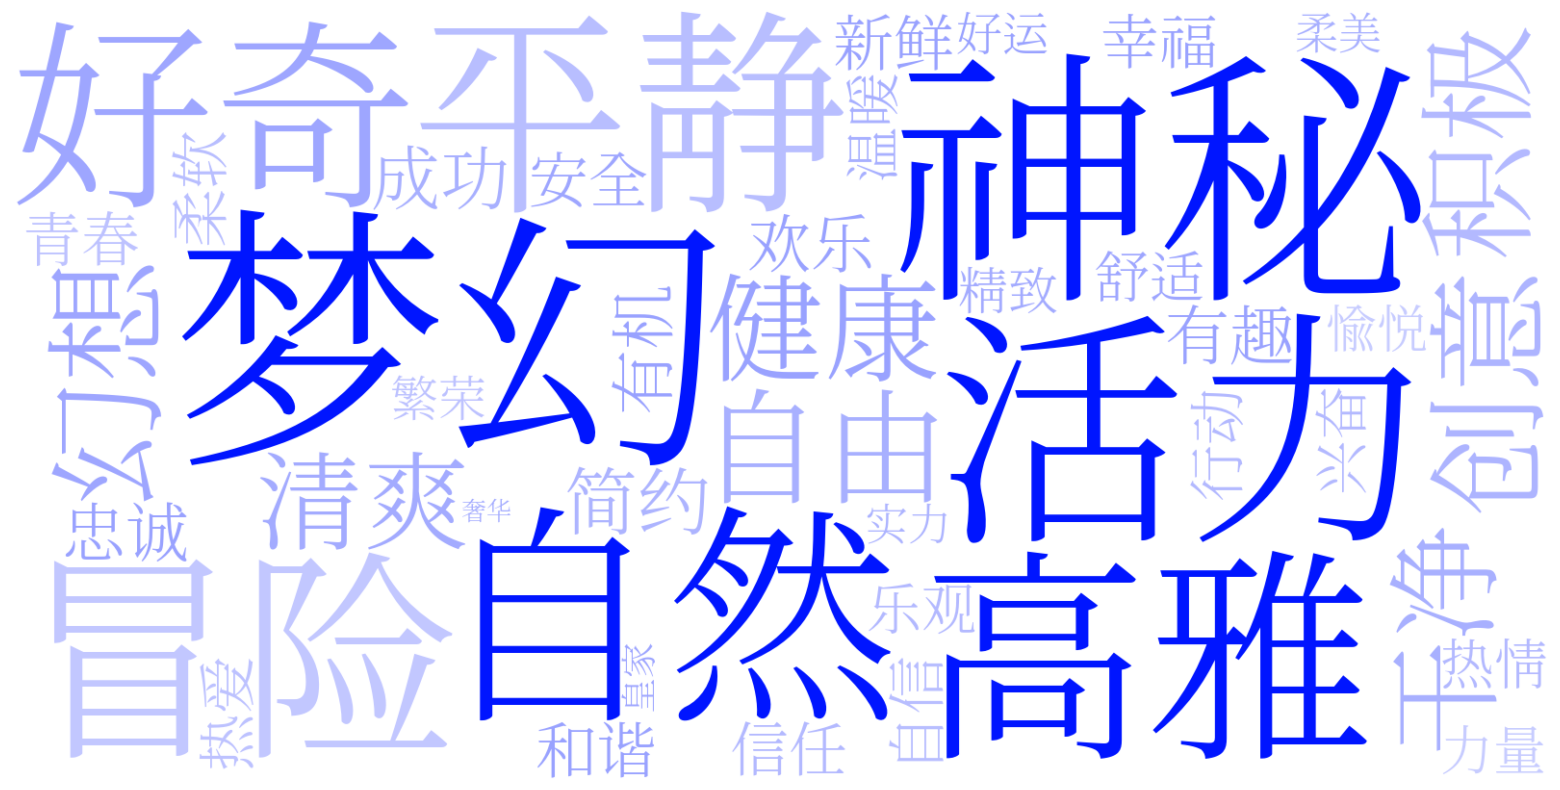 好奇
平静
新鲜
好运
幸福
柔美
神秘
积极
温暖
柔软
成功
安全
青春
梦幻
欢乐
精致
舒适
幻想
有机
健康
有趣
愉悦
创意
活力
繁荣
自由
行动
兴奋
清爽
简约
奢华
忠诚
自然
实力
冒险
高雅
干净
乐观
热爱
皇家
自信
热情
和谐
信任
力量